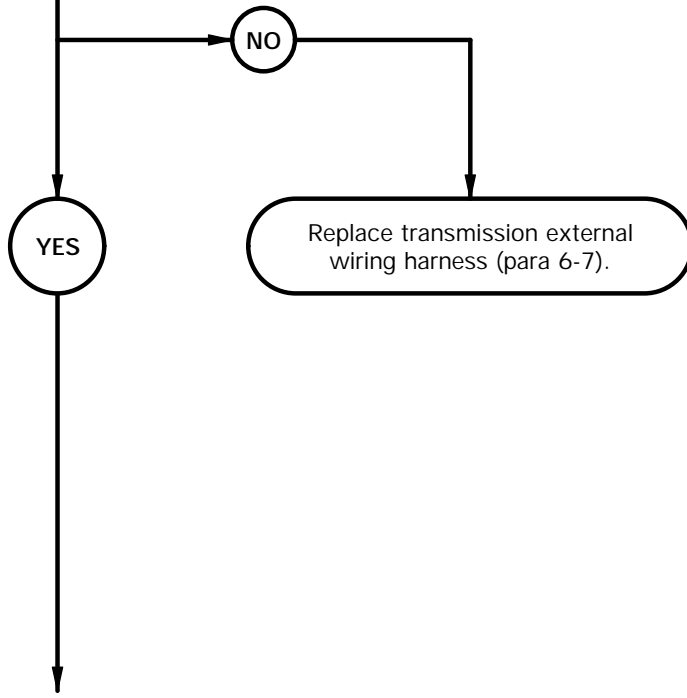 NO
YES
Replace transmission external
wiring harness (para 6-7).